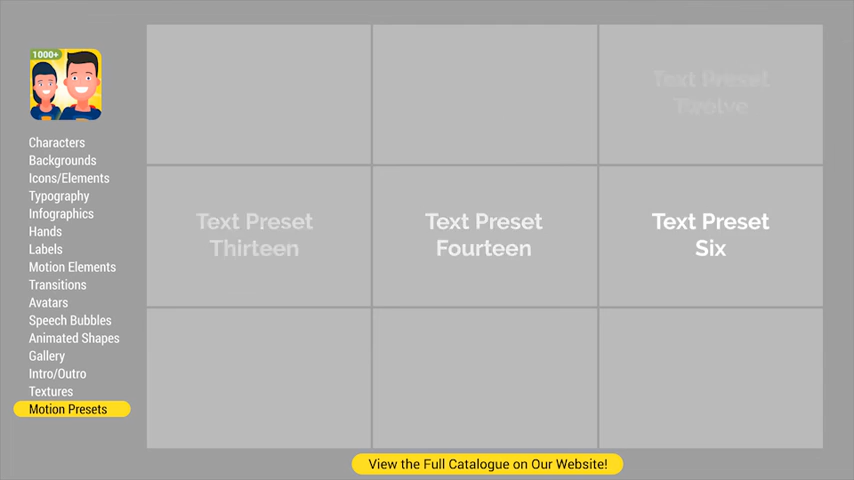 1000+
Characters
Backgrounds
Icons/Elements
Typography
Infographics
Hands
Labels
Motion Elements
Transitions
Avatars
Speech Bubbles
Animated Shapes
Gallery
Intro/Outro
Textures
Motion Presets
Text Preset
Twelve
Text Preset
Thirteen
Text Preset
Fourteen
Text Preset
Six
View the Full Catalogue on Our Website!